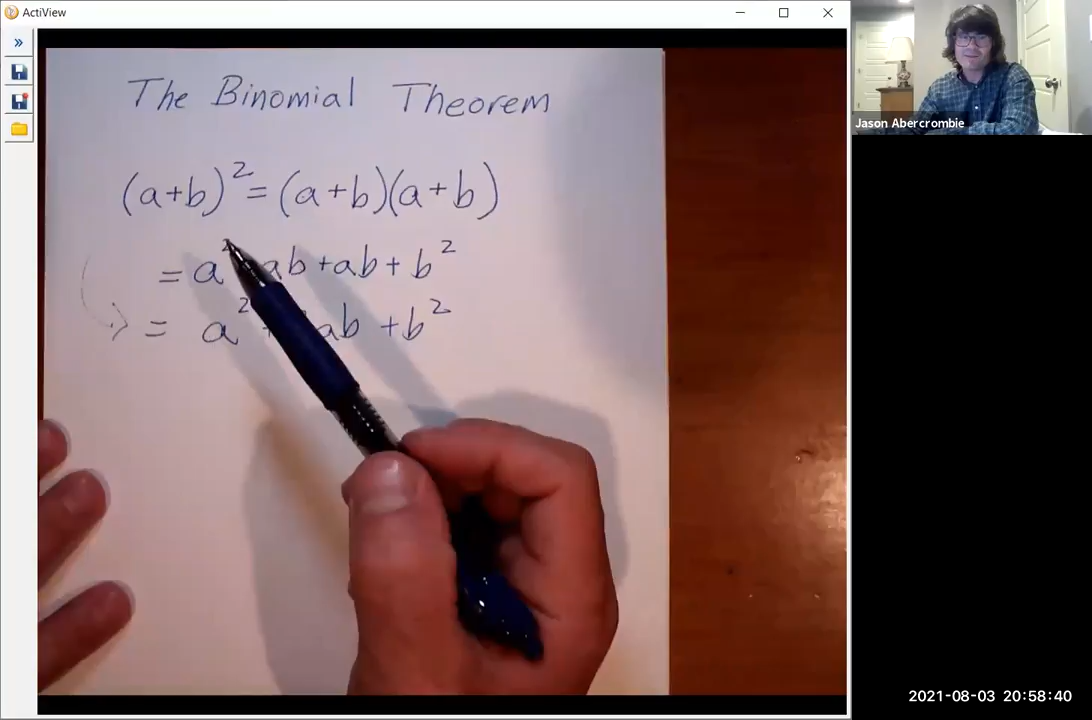 ActiView
The Binomial Theorem
(a+b)²=(a+b)(a+b)
=a² ab+ab+b²
= a²+ ab+b²
Jason Abercrombie
2021-08-03 20:58:40